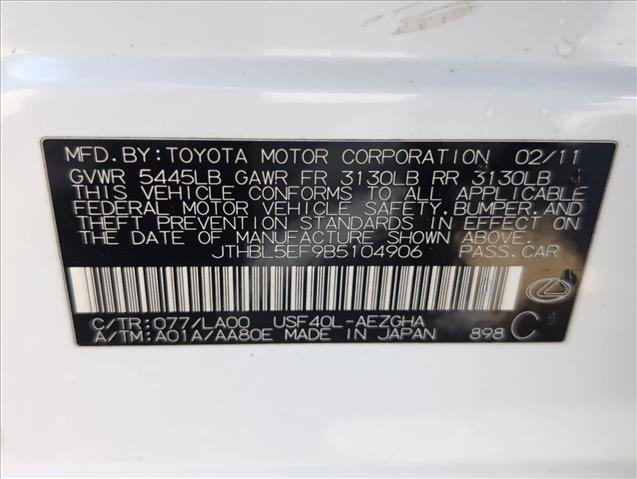 MFD.BY:TOYOTA MOTOR CORPORATION 02/11
GVWR 5445LB GAWR FR 3130LB RR 3130LB
THIS VEHICLE CONFORMS TO ALL APPLICABLE
FEDERAL MOTOR VEHICLE SAFETY,BUMPER,AND
THEFT PREVENTION STANDARDS IN EFFECT ON
THE DATE OF MANUFACTURE SHOWN ABOVE.
JTHBL5EF9B5104906 PASS.CAR
C/TR:077/LA00 USF40L-AEZGHA C
A/TM:A01A/AA80E MADE IN JAPAN 898